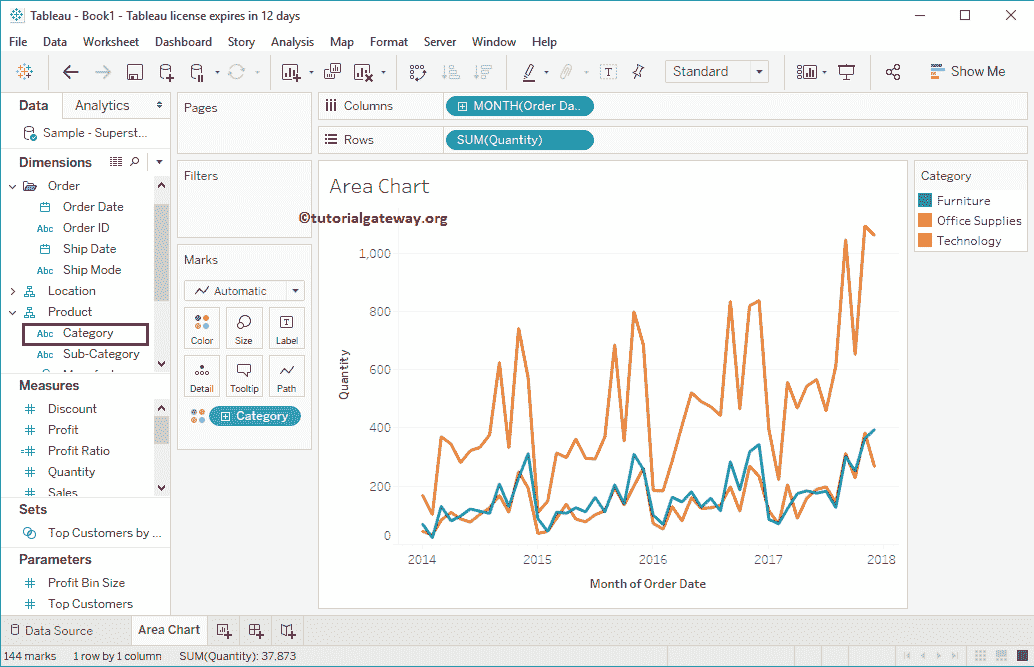 Tableau - Book1 - Tableau license expires in 12 days
File Data Worksheet Dashboard Story Analysis Map Format Server Window Help
Standard
Show Me
Data Analytics
Sample - Superst...
Dimensions
Order
Order Date
Abc Order ID
Ship Date
Abc Ship Mode
Location
Product
Abc Category
Abc Sub-Category
Measures
Discount
Profit
Profit Ratio
Quantity
Sales
Sets
Top Customers by ...
Parameters
Profit Bin Size
Top Customers
Pages
Filters
Marks
Automatic
Color Size Label
Detail Tooltip Path
Category
Columns MONTH(Order Da..
Rows SUM(Quantity)
Area Chart
©tutorialgateway.org
1,000
800
600
400
200
0
Quantity
2014 2015 2016 2017 2018
Month of Order Date
Category
Furniture
Office Supplies
Technology
Data Source Area Chart
144 marks 1 row by 1 column SUM(Quantity): 37,873